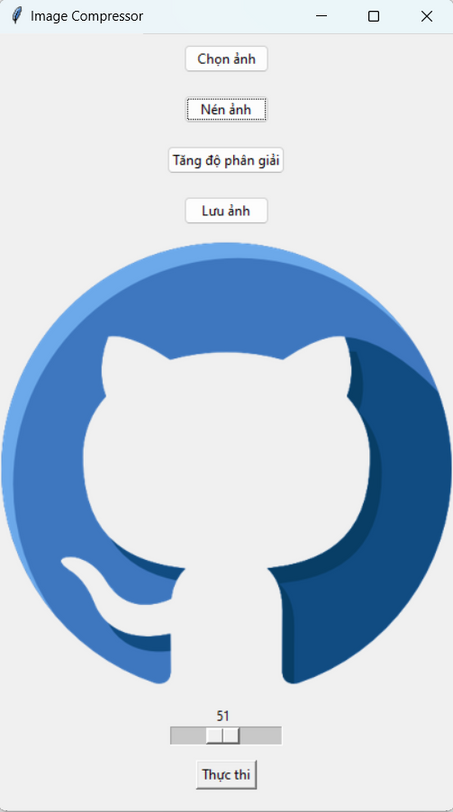 Image Compressor
Chọn ảnh
Nén ảnh
Tăng độ phân giải
Lưu ảnh
51
Thực thi